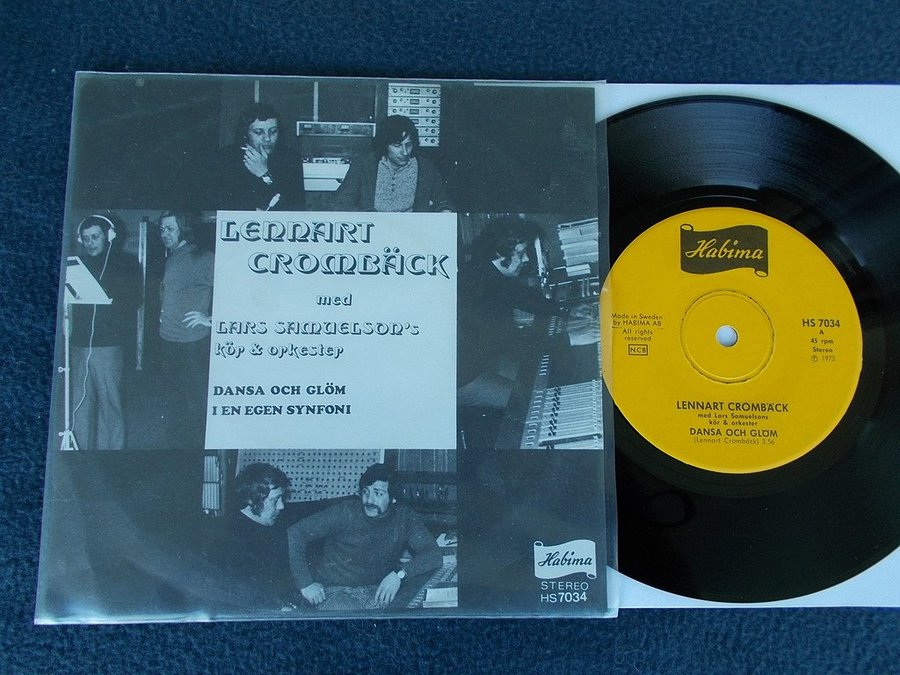 LENNART
CROMBÄCK
med
LARS SAMUELSON's
kör & orkester
DANSA OCH GLÖM
I EN EGEN SYNFONI
Habima
STEREO
HS7034
Habima
Made in Sweden
by HABIMA AB
All rights
reserved
NCB
HS 7034
A
45 rpm
Stereo
℗ 1973
LENNART CROMBÄCK
med Lars Samuelsons
kör & orkester
DANSA OCH GLÖM
(Lennart Crombäck) 3.56